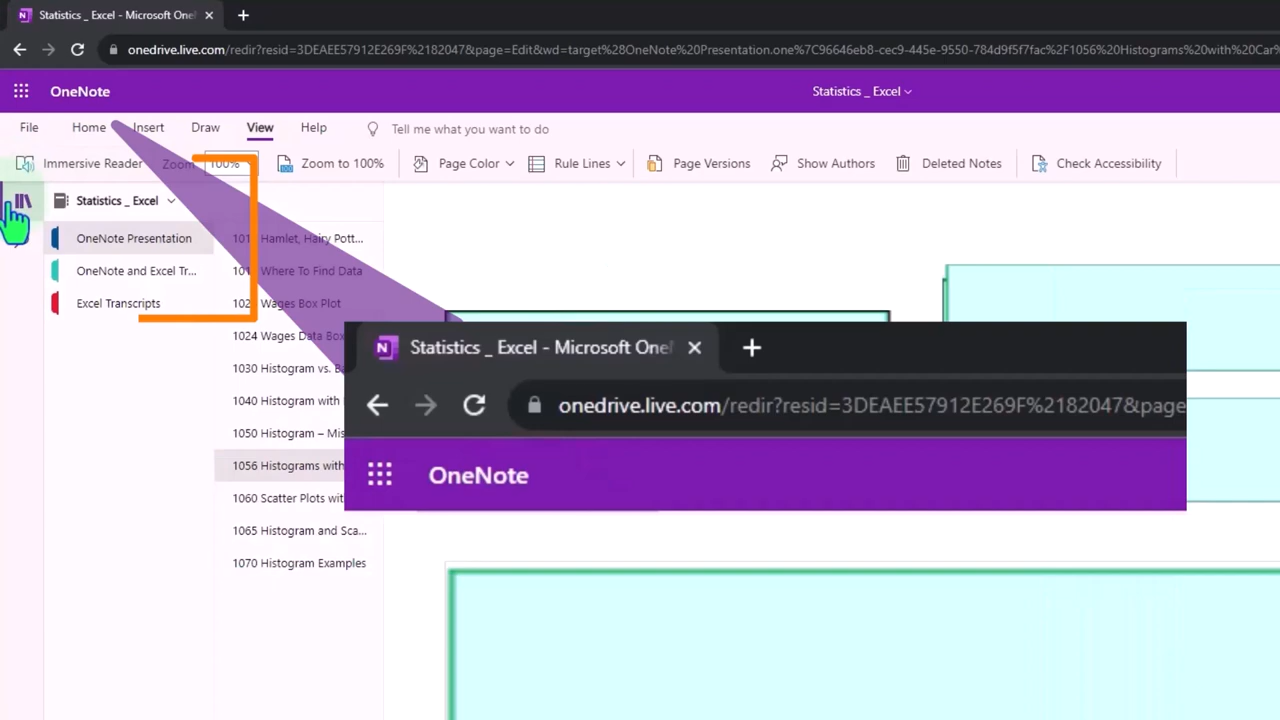 Statistics _ Excel - Microsoft One
onedrive.live.com/redir?resid=3DEAEE57912E269F%2182047&page=Edit&wd=target%28OneNote%20Presentation.one%7C96646eb8-cec9-445e-9550-784d9f5f7fac%2F1056%20Histograms%20with%20Car%
OneNote
Statistics _ Excel
File Home Insert Draw View Help Tell me what you want to do
Immersive Reader Zoom 100% Zoom to 100% Page Color Rule Lines Page Versions Show Authors Deleted Notes Check Accessibility
Statistics _ Excel
OneNote Presentation
OneNote and Excel Tr...
Excel Transcripts
Hamlet, Hairy Pott...
Where To Find Data
Wages Box Plot
1024 Wages Data Box
1030 Histogram vs.
1040 Histogram with
1050 Histogram –
1056 Histograms with
1060 Scatter Plots
1065 Histogram and Sca...
1070 Histogram Examples
Statistics _ Excel - Microsoft One
onedrive.live.com/redir?resid=3DEAEE57912E269F%2182047&page
OneNote